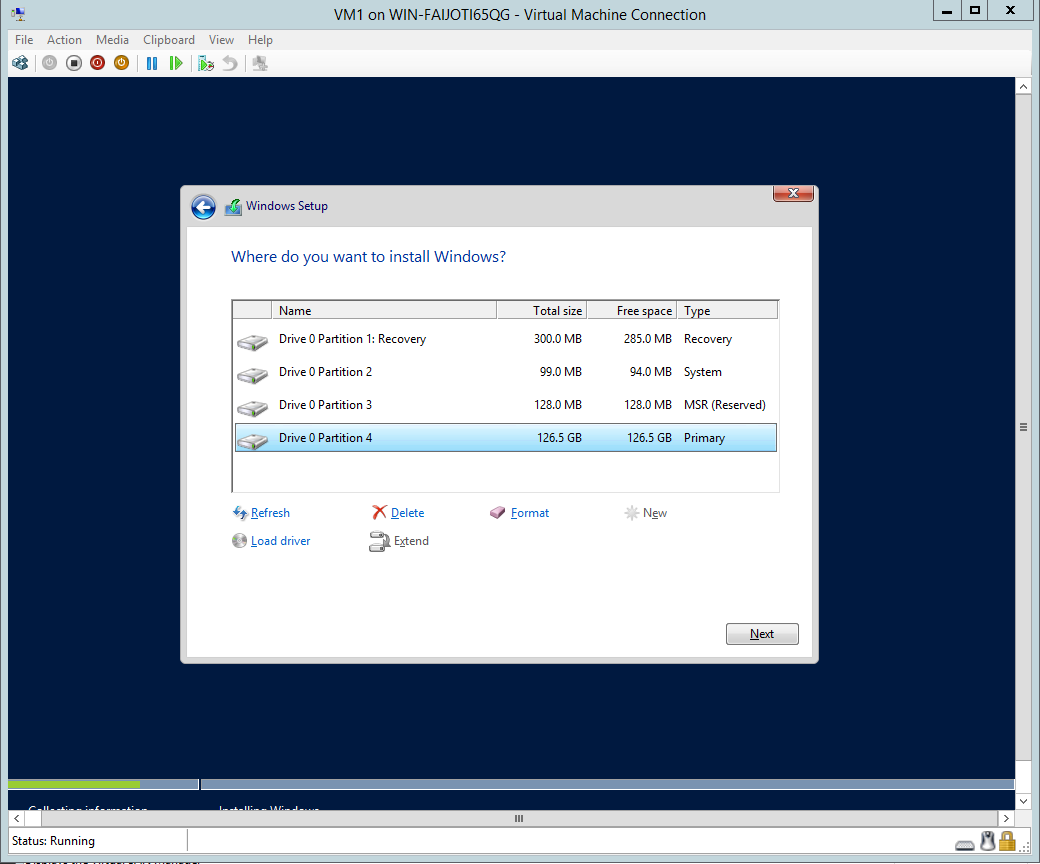 VM1 on WIN-FAIJOTI65QG - Virtual Machine Connection
File Action Media Clipboard View Help
Windows Setup
Where do you want to install Windows?
Name Total size Free space Type
Drive 0 Partition 1: Recovery 300.0 MB 285.0 MB Recovery
Drive 0 Partition 2 99.0 MB 94.0 MB System
Drive 0 Partition 3 128.0 MB 128.0 MB MSR (Reserved)
Drive 0 Partition 4 126.5 GB 126.5 GB Primary
Refresh Delete Format New
Load driver Extend
Next
Collecting information Installing Windows
Status: Running